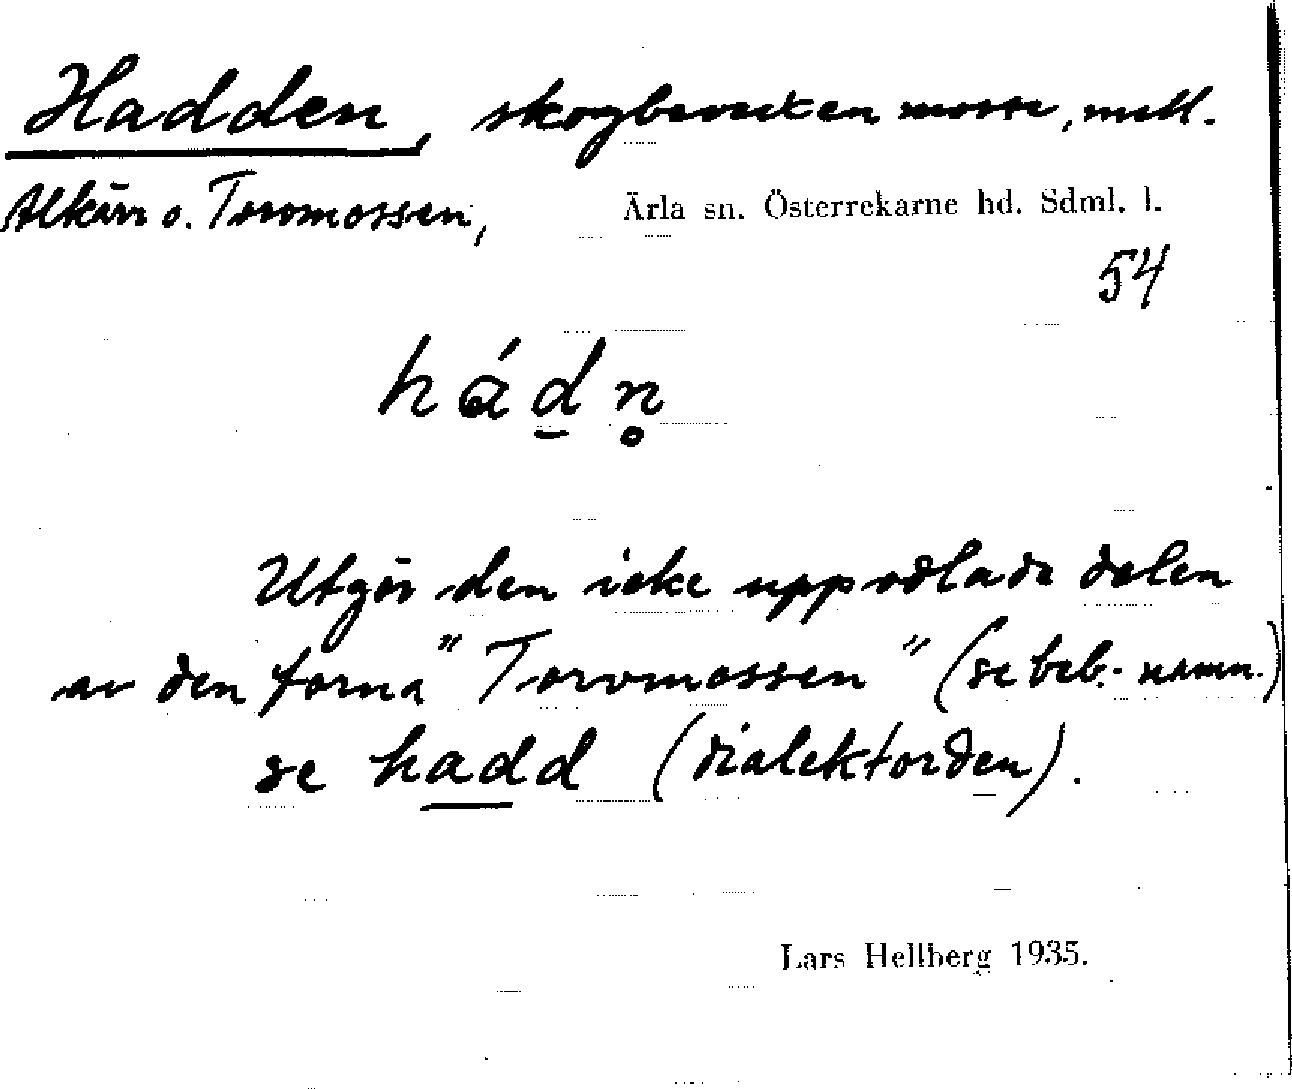 Hadden, skogbevuxen mosse, mell.
Alkärr o. Torvmossen,
Ärla sn. Österrekarne hd. Sdml. l.
54
hádn̥
Utgör den icke uppodlade delen
av den forna "Torvmossen" (se beb.-namn.)
se hadd (dialektorden).
Lars Hellberg 1935.